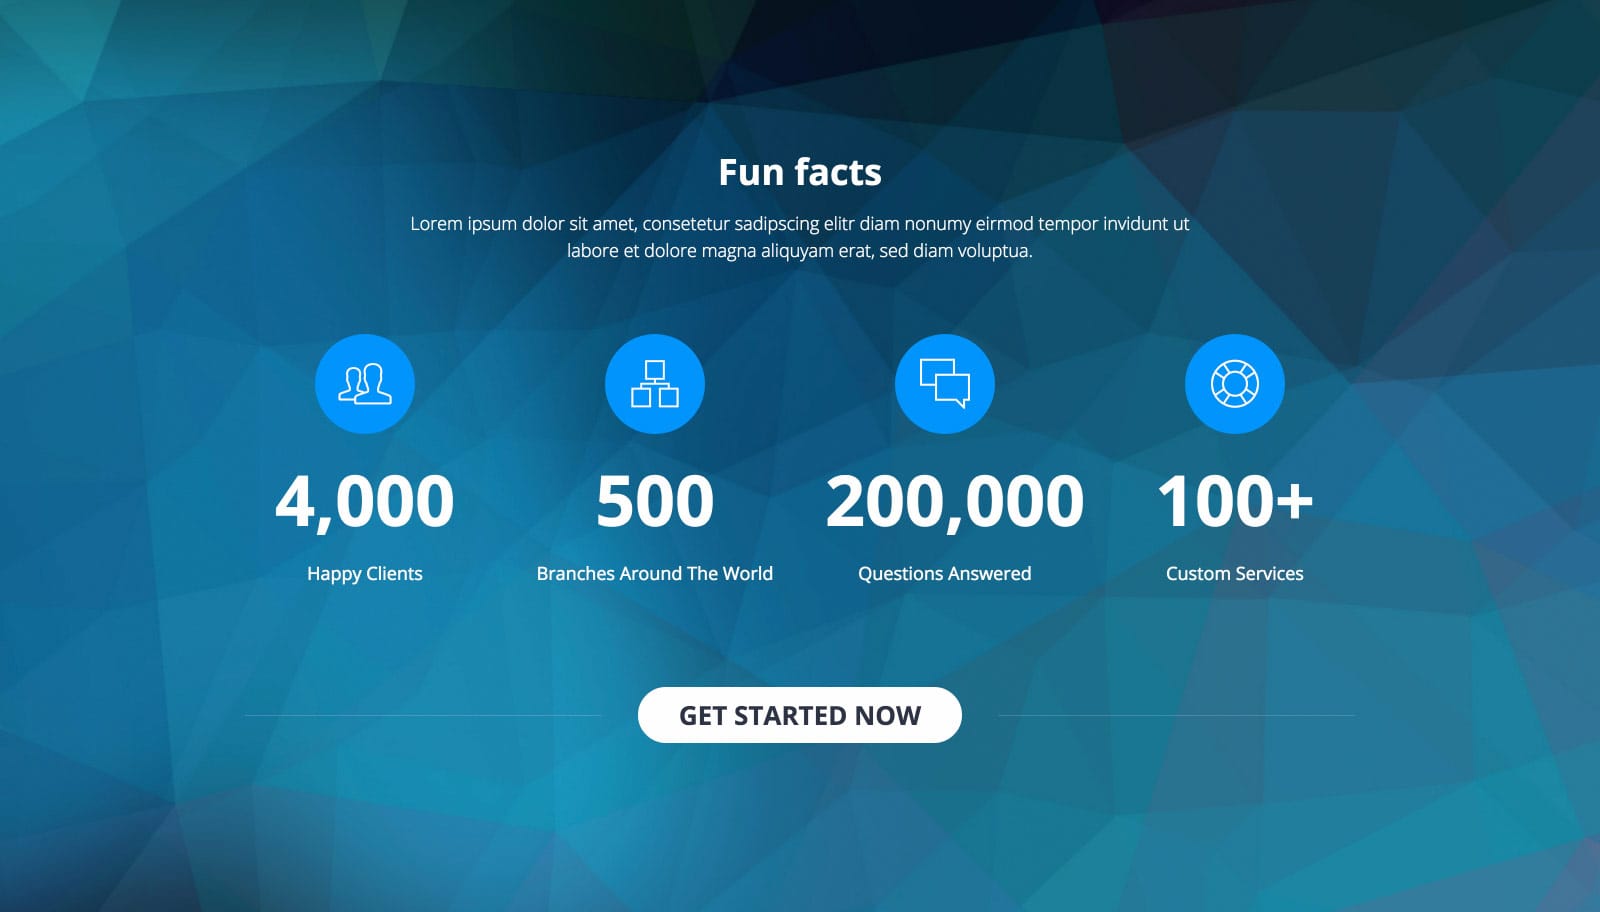 Fun facts
Lorem ipsum dolor sit amet, consetetur sadipscing elitr diam nonumy eirmod tempor invidunt ut
labore et dolore magna aliquyam erat, sed diam voluptua.
4,000
500
200,000
100+
Happy Clients
Branches Around The World
Questions Answered
Custom Services
GET STARTED NOW